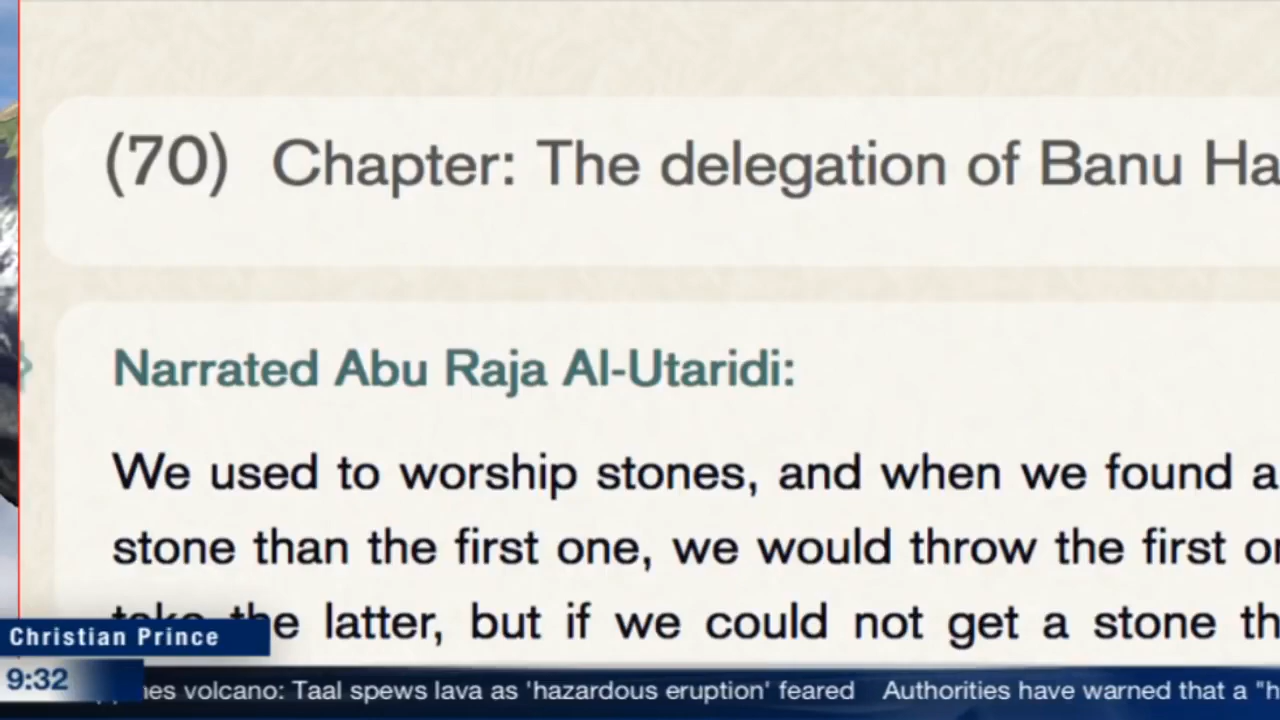 (70) Chapter: The delegation of Banu Ha
Narrated Abu Raja Al-Utaridi:
We used to worship stones, and when we found a
stone than the first one, we would throw the first
take the latter, but if we could not get a stone
Christian Prince
9:32
volcano: Taal spews lava as 'hazardous eruption' feared Authorities have warned that a